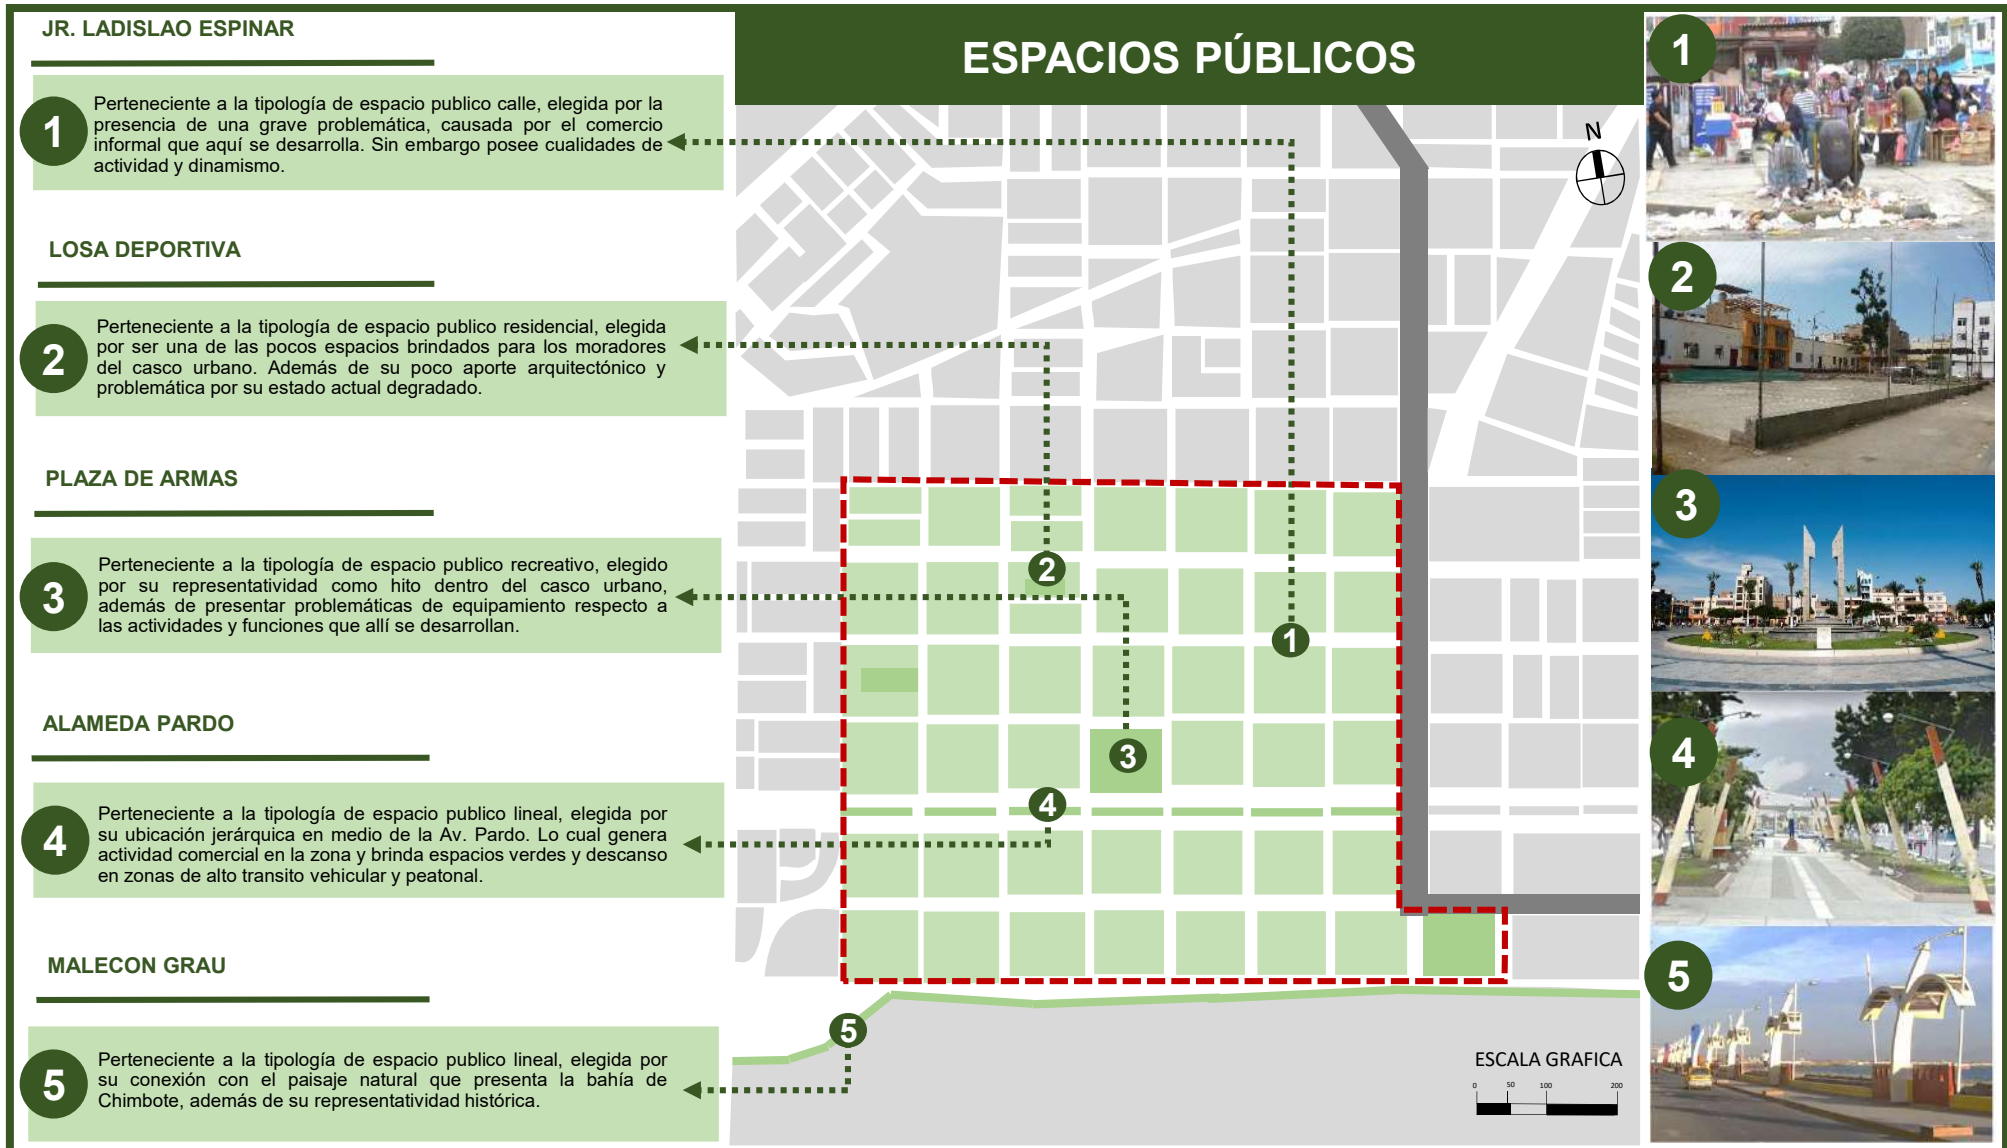 JR. LADISLAO ESPINAR
1
Perteneciente a la tipología de espacio publico calle, elegida por la
presencia de una grave problemática, causada por el comercio
informal que aquí se desarrolla. Sin embargo posee cualidades de
actividad y dinamismo.
LOSA DEPORTIVA
2
Perteneciente a la tipología de espacio publico residencial, elegida
por ser una de las pocos espacios brindados para los moradores
del casco urbano. Además de su poco aporte arquitectónico y
problemática por su estado actual degradado.
PLAZA DE ARMAS
3
Perteneciente a la tipología de espacio publico recreativo, elegido
por su representatividad como hito dentro del casco urbano,
además de presentar problemáticas de equipamiento respecto a
las actividades y funciones que allí se desarrollan.
ALAMEDA PARDO
4
Perteneciente a la tipología de espacio publico lineal, elegida por
su ubicación jerárquica en medio de la Av. Pardo. Lo cual genera
actividad comercial en la zona y brinda espacios verdes y descanso
en zonas de alto transito vehicular y peatonal.
MALECON GRAU
5
Perteneciente a la tipología de espacio publico lineal, elegida por
su conexión con el paisaje natural que presenta la bahía de
Chimbote, además de su representatividad histórica.
ESPACIOS PÚBLICOS
N
2
1
3
4
5
ESCALA GRAFICA
0 50 100 200
1
2
3
4
5